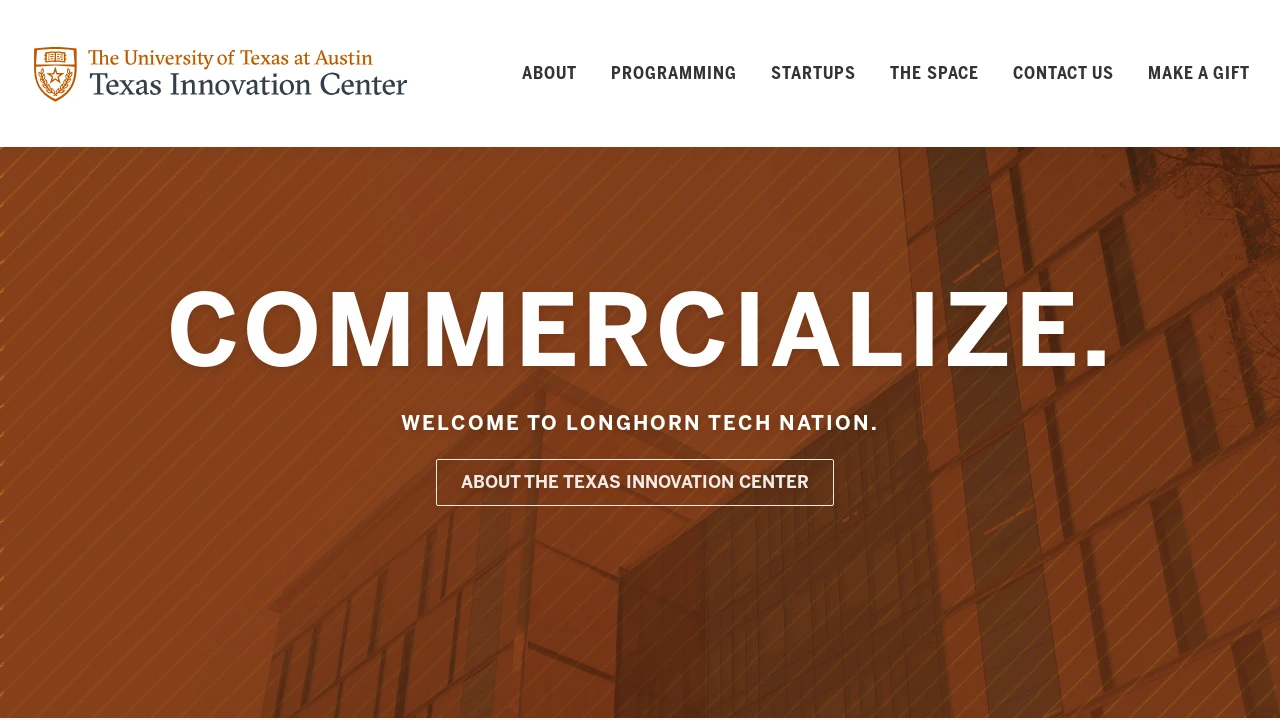 The University of Texas at Austin
Texas Innovation Center
ABOUT PROGRAMMING STARTUPS THE SPACE CONTACT US MAKE A GIFT
COMMERCIALIZE.
WELCOME TO LONGHORN TECH NATION.
ABOUT THE TEXAS INNOVATION CENTER